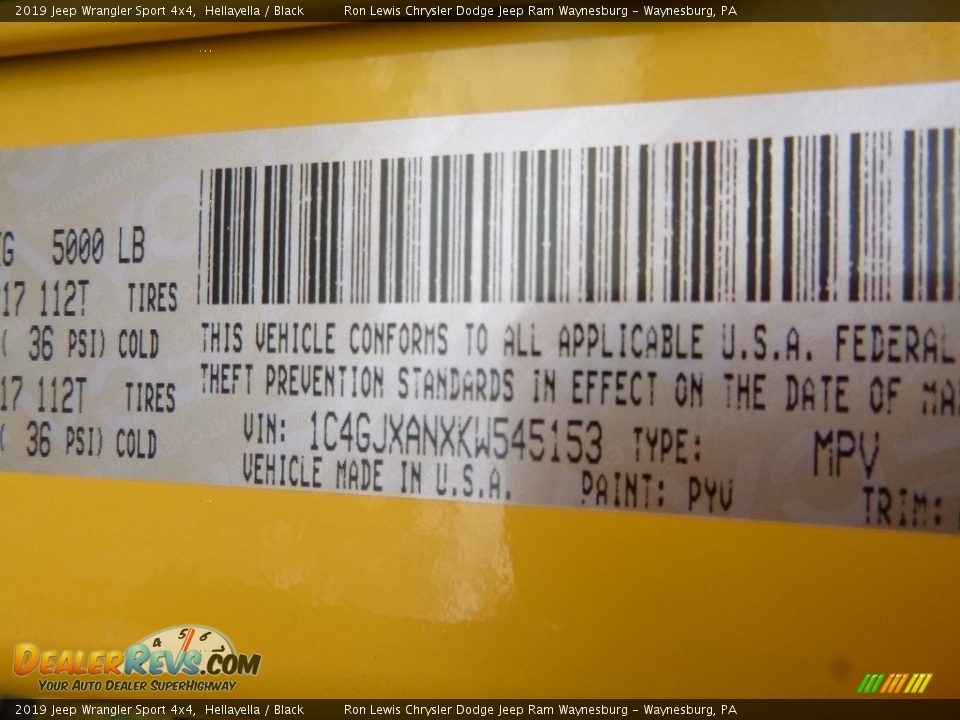 2019 Jeep Wrangler Sport 4x4, Hellayella / Black Ron Lewis Chrysler Dodge Jeep Ram Waynesburg - Waynesburg, PA
G 5000 LB
17 112T TIRES
( 36 PSI) COLD
17 112T TIRES
( 36 PSI) COLD
THIS VEHICLE CONFORMS TO ALL APPLICABLE U.S.A. FEDERAL
THEFT PREVENTION STANDARDS IN EFFECT ON THE DATE OF MA
VIN: 1C4GJXANXKW545153 TYPE: MPV
VEHICLE MADE IN U.S.A. PAINT: PYV TRIM:
4 5 6
DEALERREVS.COM
YOUR AUTO DEALER SUPERHIGHWAY
2019 Jeep Wrangler Sport 4x4, Hellayella / Black Ron Lewis Chrysler Dodge Jeep Ram Waynesburg - Waynesburg, PA